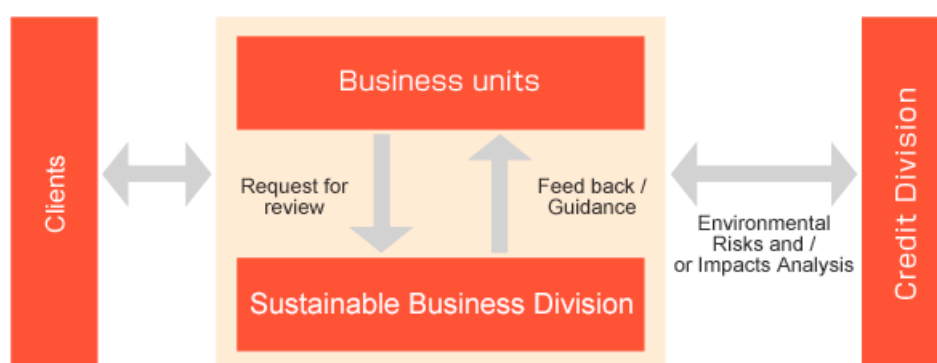 Clients
Business units
Request for
review
Feed back /
Guidance
Sustainable Business Division
Environmental
Risks and /
or Impacts Analysis
Credit Division